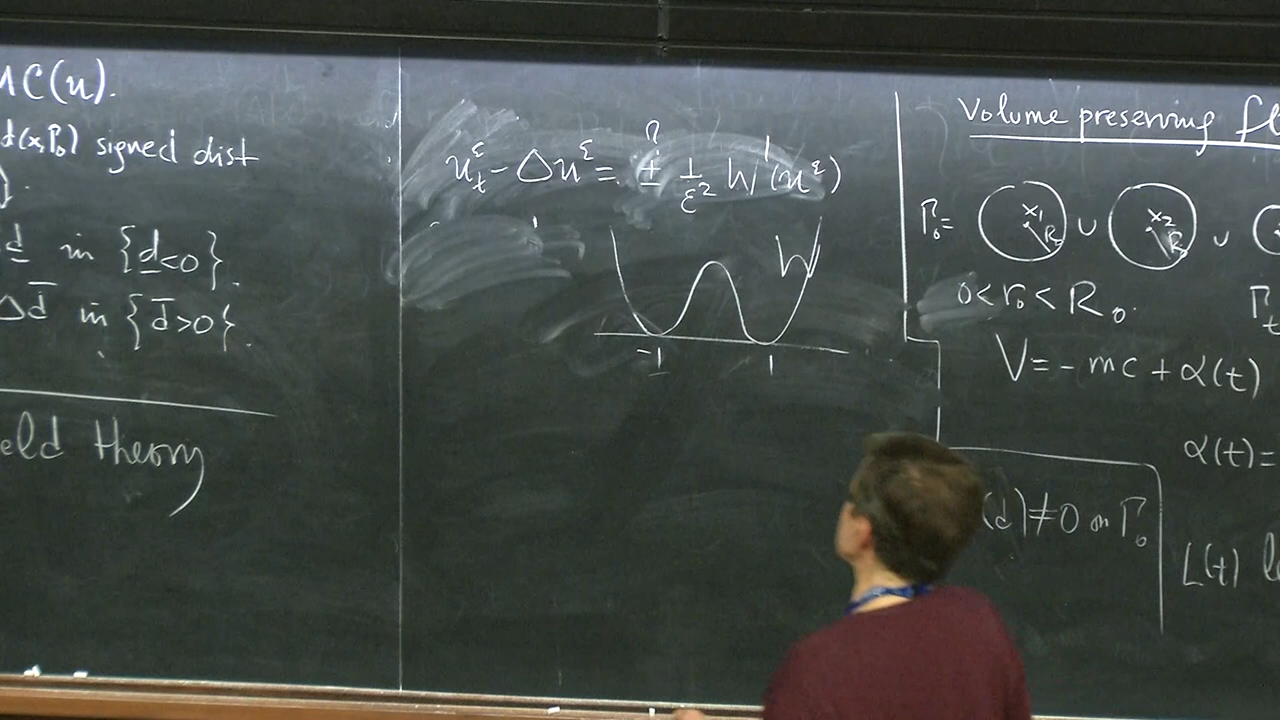 MC(u).
d(x,Γ₀) signed dist
d̲ in {d̲<0}.
Δd̄ in {d̄>0}.
eld theory
?
u_t^ε - Δu^ε = ± 1/ε² W'(u^ε)
W
-1 1
Volume preserving fl
Γ₀= x₁ R₀ ∪ x₂ R₀ ∪
0<r₀<R₀. Γ_t
V=-mc+α(t)
α(t)=
(d)≠0 on Γ₀
L(t)